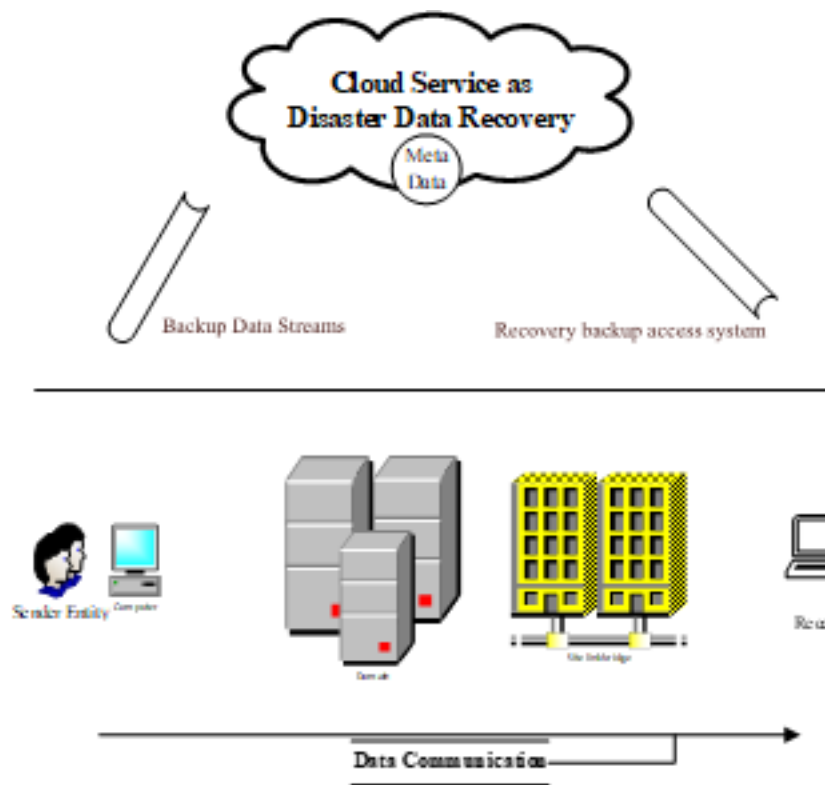 Cloud Service as
Disaster Data Recovery
Meta
Data
Backup Data Streams
Recovery backup access system
Sender Entity
Computer
Data Communication